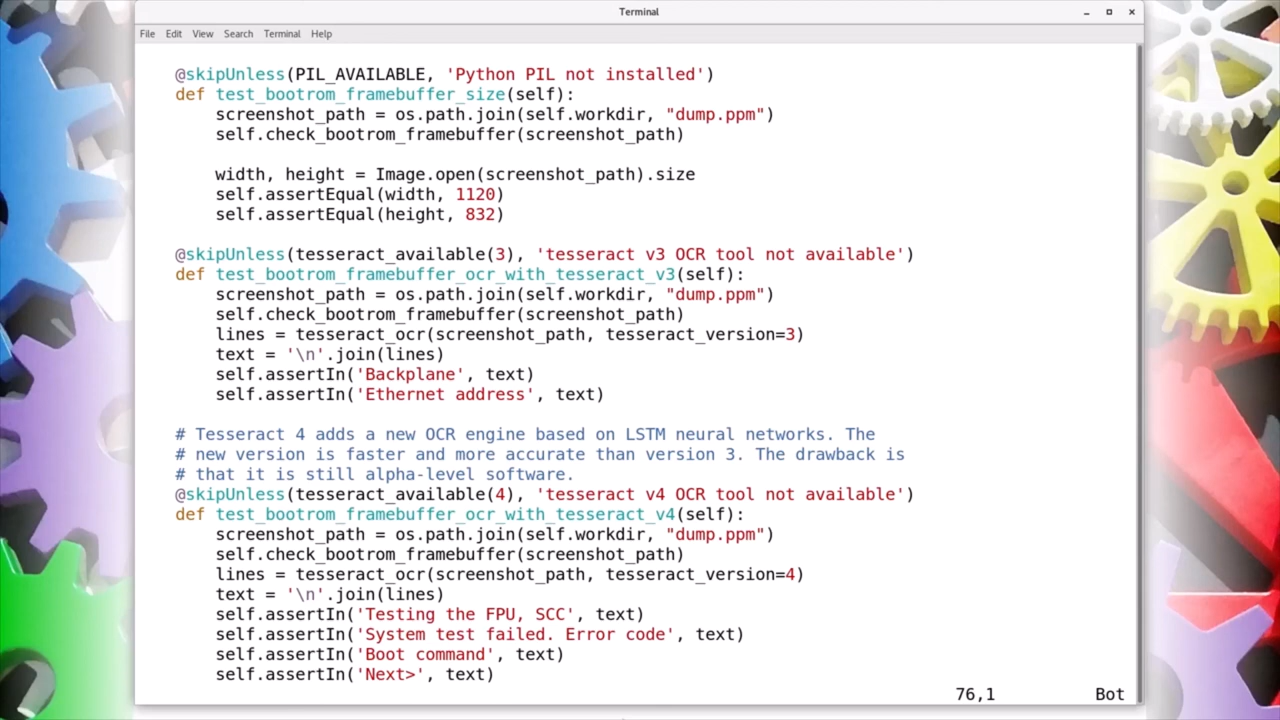 Terminal
File Edit View Search Terminal Help
@skipUnless(PIL_AVAILABLE, 'Python PIL not installed')
def test_bootrom_framebuffer_size(self):
    screenshot_path = os.path.join(self.workdir, "dump.ppm")
    self.check_bootrom_framebuffer(screenshot_path)

    width, height = Image.open(screenshot_path).size
    self.assertEqual(width, 1120)
    self.assertEqual(height, 832)

@skipUnless(tesseract_available(3), 'tesseract v3 OCR tool not available')
def test_bootrom_framebuffer_ocr_with_tesseract_v3(self):
    screenshot_path = os.path.join(self.workdir, "dump.ppm")
    self.check_bootrom_framebuffer(screenshot_path)
    lines = tesseract_ocr(screenshot_path, tesseract_version=3)
    text = '\n'.join(lines)
    self.assertIn('Backplane', text)
    self.assertIn('Ethernet address', text)

# Tesseract 4 adds a new OCR engine based on LSTM neural networks. The
# new version is faster and more accurate than version 3. The drawback is
# that it is still alpha-level software.
@skipUnless(tesseract_available(4), 'tesseract v4 OCR tool not available')
def test_bootrom_framebuffer_ocr_with_tesseract_v4(self):
    screenshot_path = os.path.join(self.workdir, "dump.ppm")
    self.check_bootrom_framebuffer(screenshot_path)
    lines = tesseract_ocr(screenshot_path, tesseract_version=4)
    text = '\n'.join(lines)
    self.assertIn('Testing the FPU, SCC', text)
    self.assertIn('System test failed. Error code', text)
    self.assertIn('Boot command', text)
    self.assertIn('Next>', text)
76,1 Bot